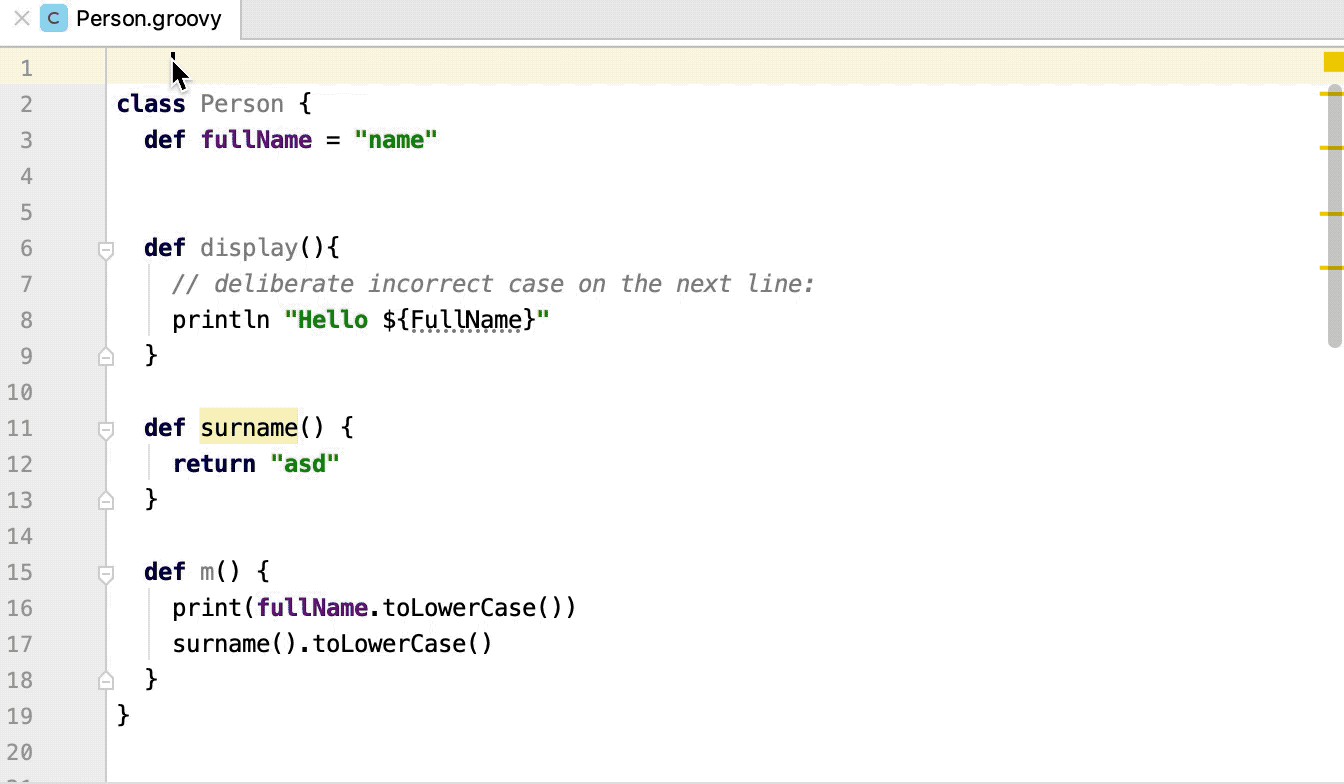 C Person.groovy
1
2 class Person {
3 def fullName = "name"
4
5
6 def display(){
7 // deliberate incorrect case on the next line:
8 println "Hello ${FullName}"
9 }
10
11 def surname() {
12 return "asd"
13 }
14
15 def m() {
16 print(fullName.toLowerCase())
17 surname().toLowerCase()
18 }
19 }
20